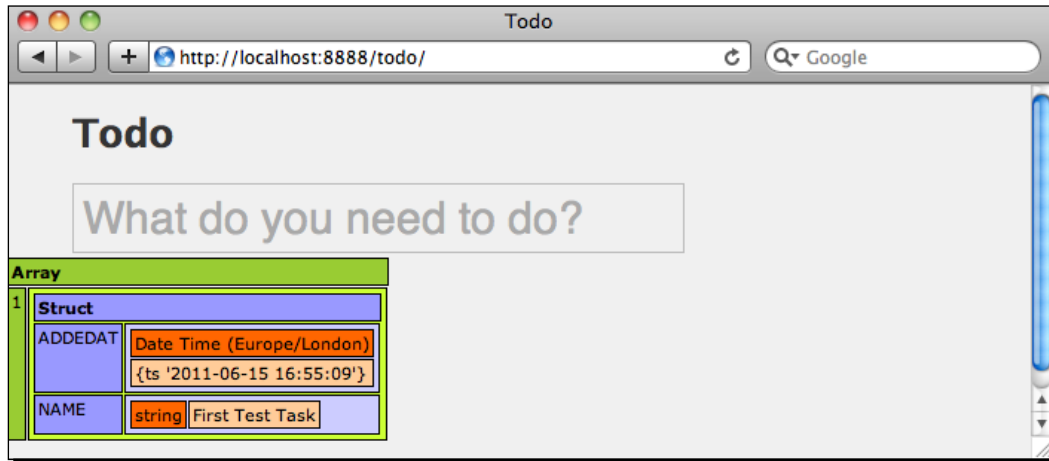 Todo
http://localhost:8888/todo/
Google
Todo
What do you need to do?
Array
1
Struct
ADDEDAT
Date Time (Europe/London)
{ts '2011-06-15 16:55:09'}
NAME
string First Test Task